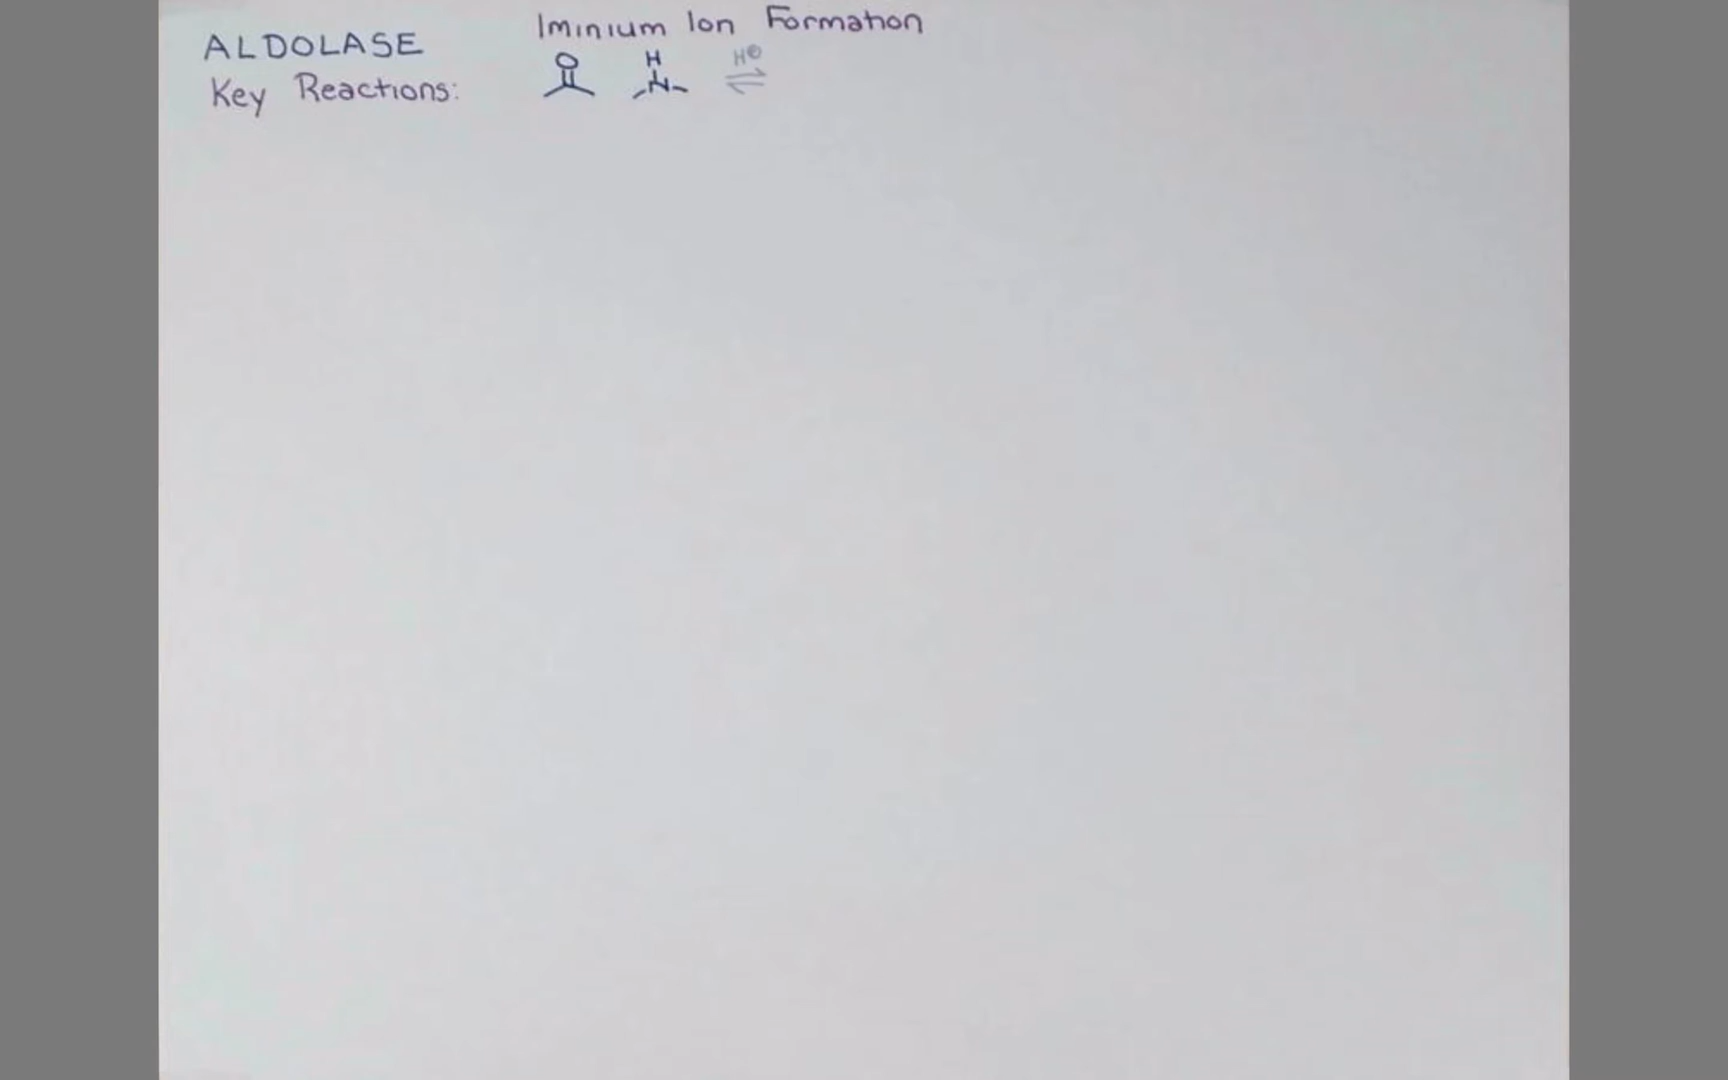 ALDOLASE
Key Reactions:
Iminium Ion Formation
O
H
N
H⊕